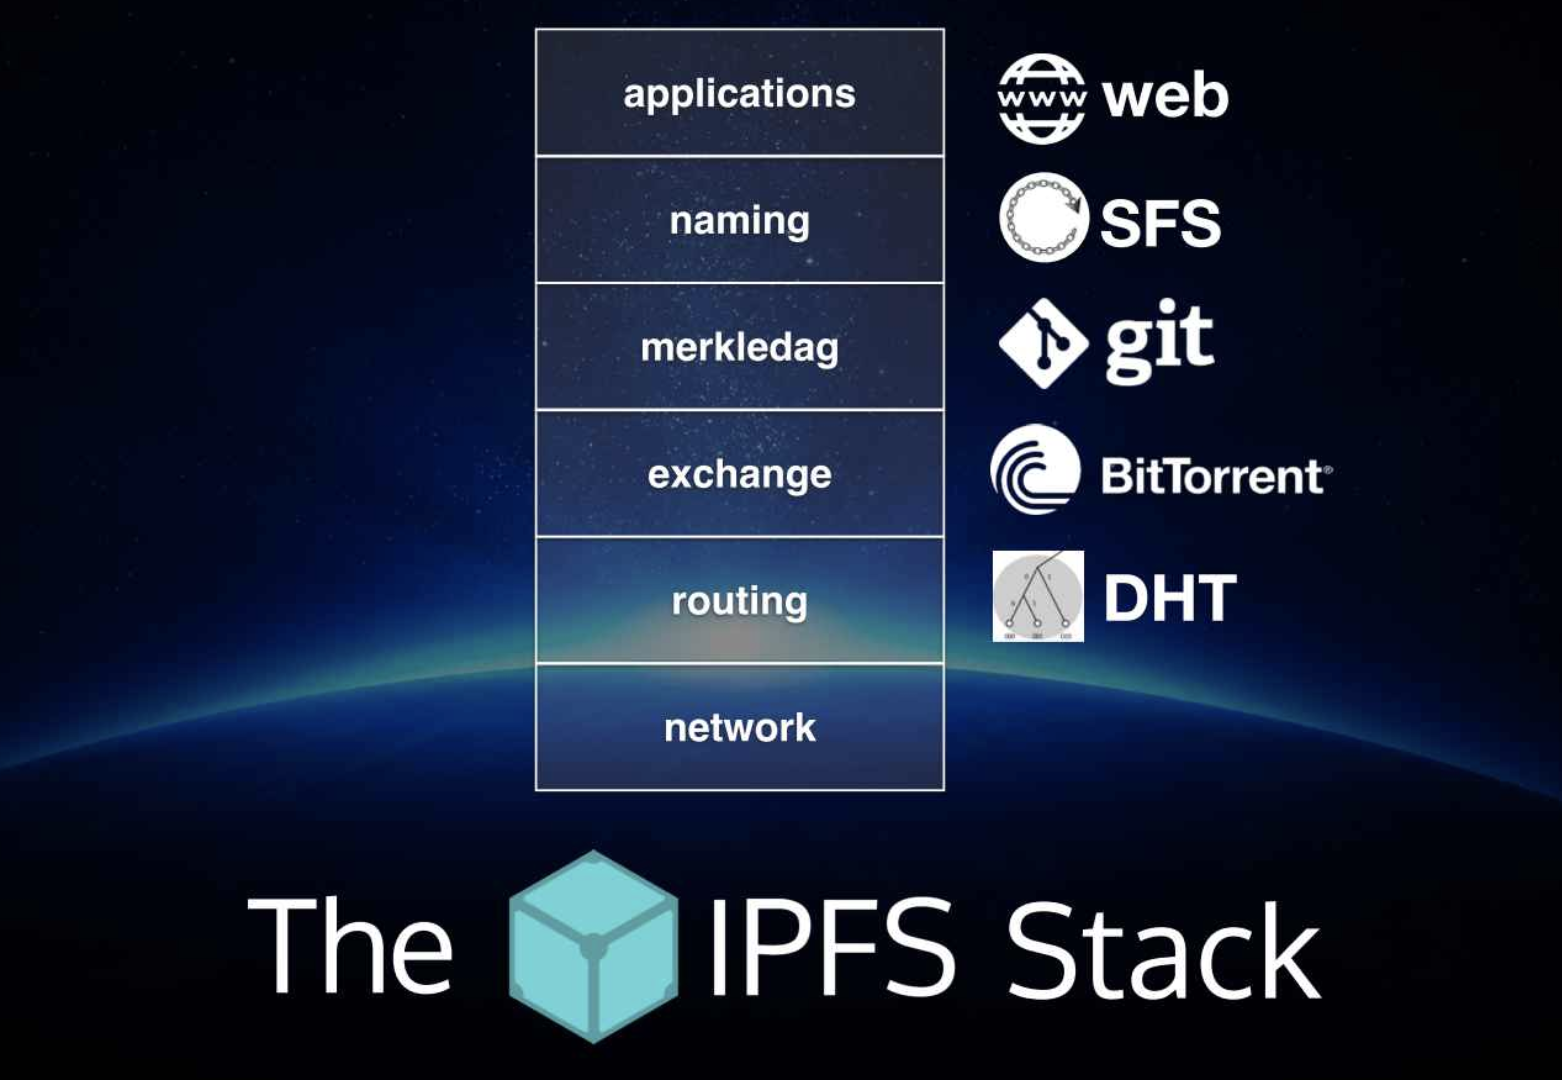 applications
www web
naming
SFS
merkledag
git
exchange
BitTorrent®
routing
DHT
network
The IPFS Stack